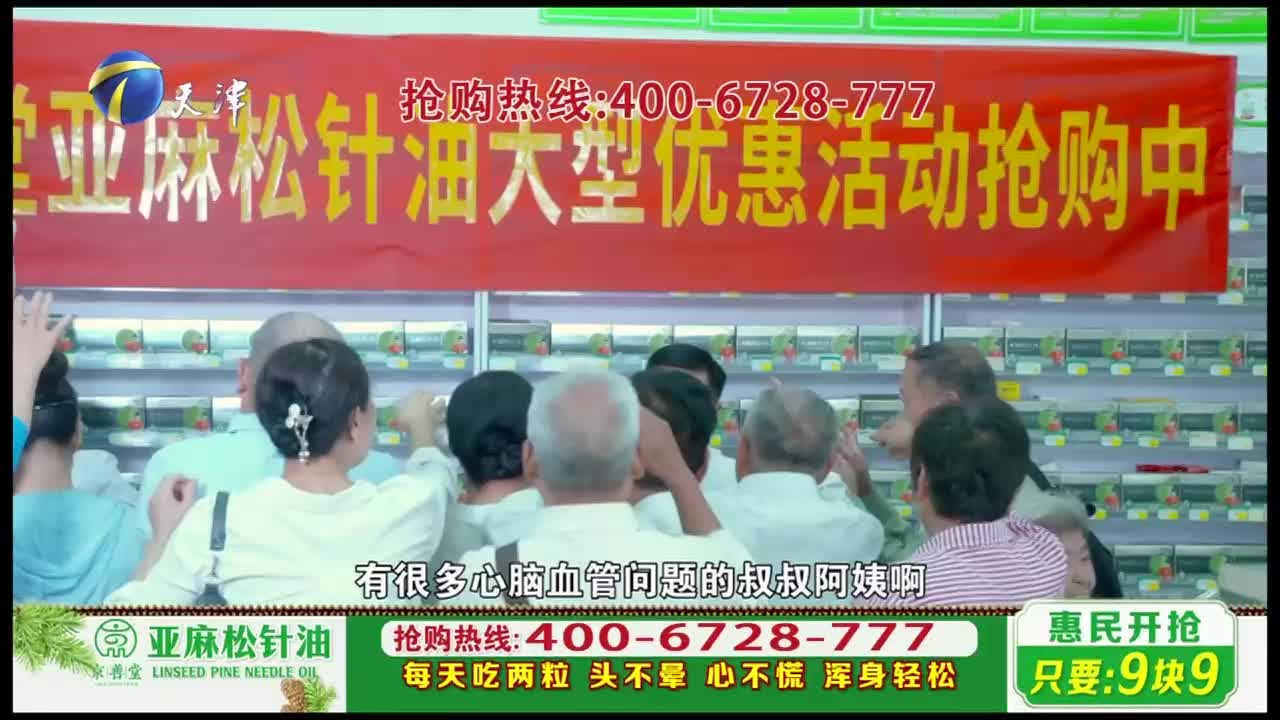 天津
抢购热线:400-6728-777
堂亚麻松针油大型优惠活动抢购中
有很多心脑血管问题的叔叔阿姨啊
京善堂
亚麻松针油
LINSEED PINE NEEDLE OIL
抢购热线:400-6728-777
每天吃两粒 头不晕 心不慌 浑身轻松
惠民开抢
只要:9块9